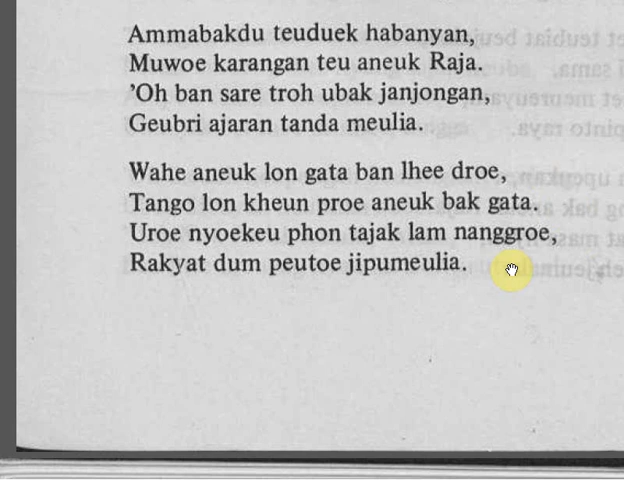 Ammabakdu teuduek habanyan,
Muwoe karangan teu aneuk Raja.
'Oh ban sare troh ubak janjongan,
Geubri ajaran tanda meulia.
Wahe aneuk lon gata ban lhee droe,
Tango lon kheun proe aneuk bak gata.
Uroe nyoekeu phon tajak lam nanggroe,
Rakyat dum peutoe jipumeulia.